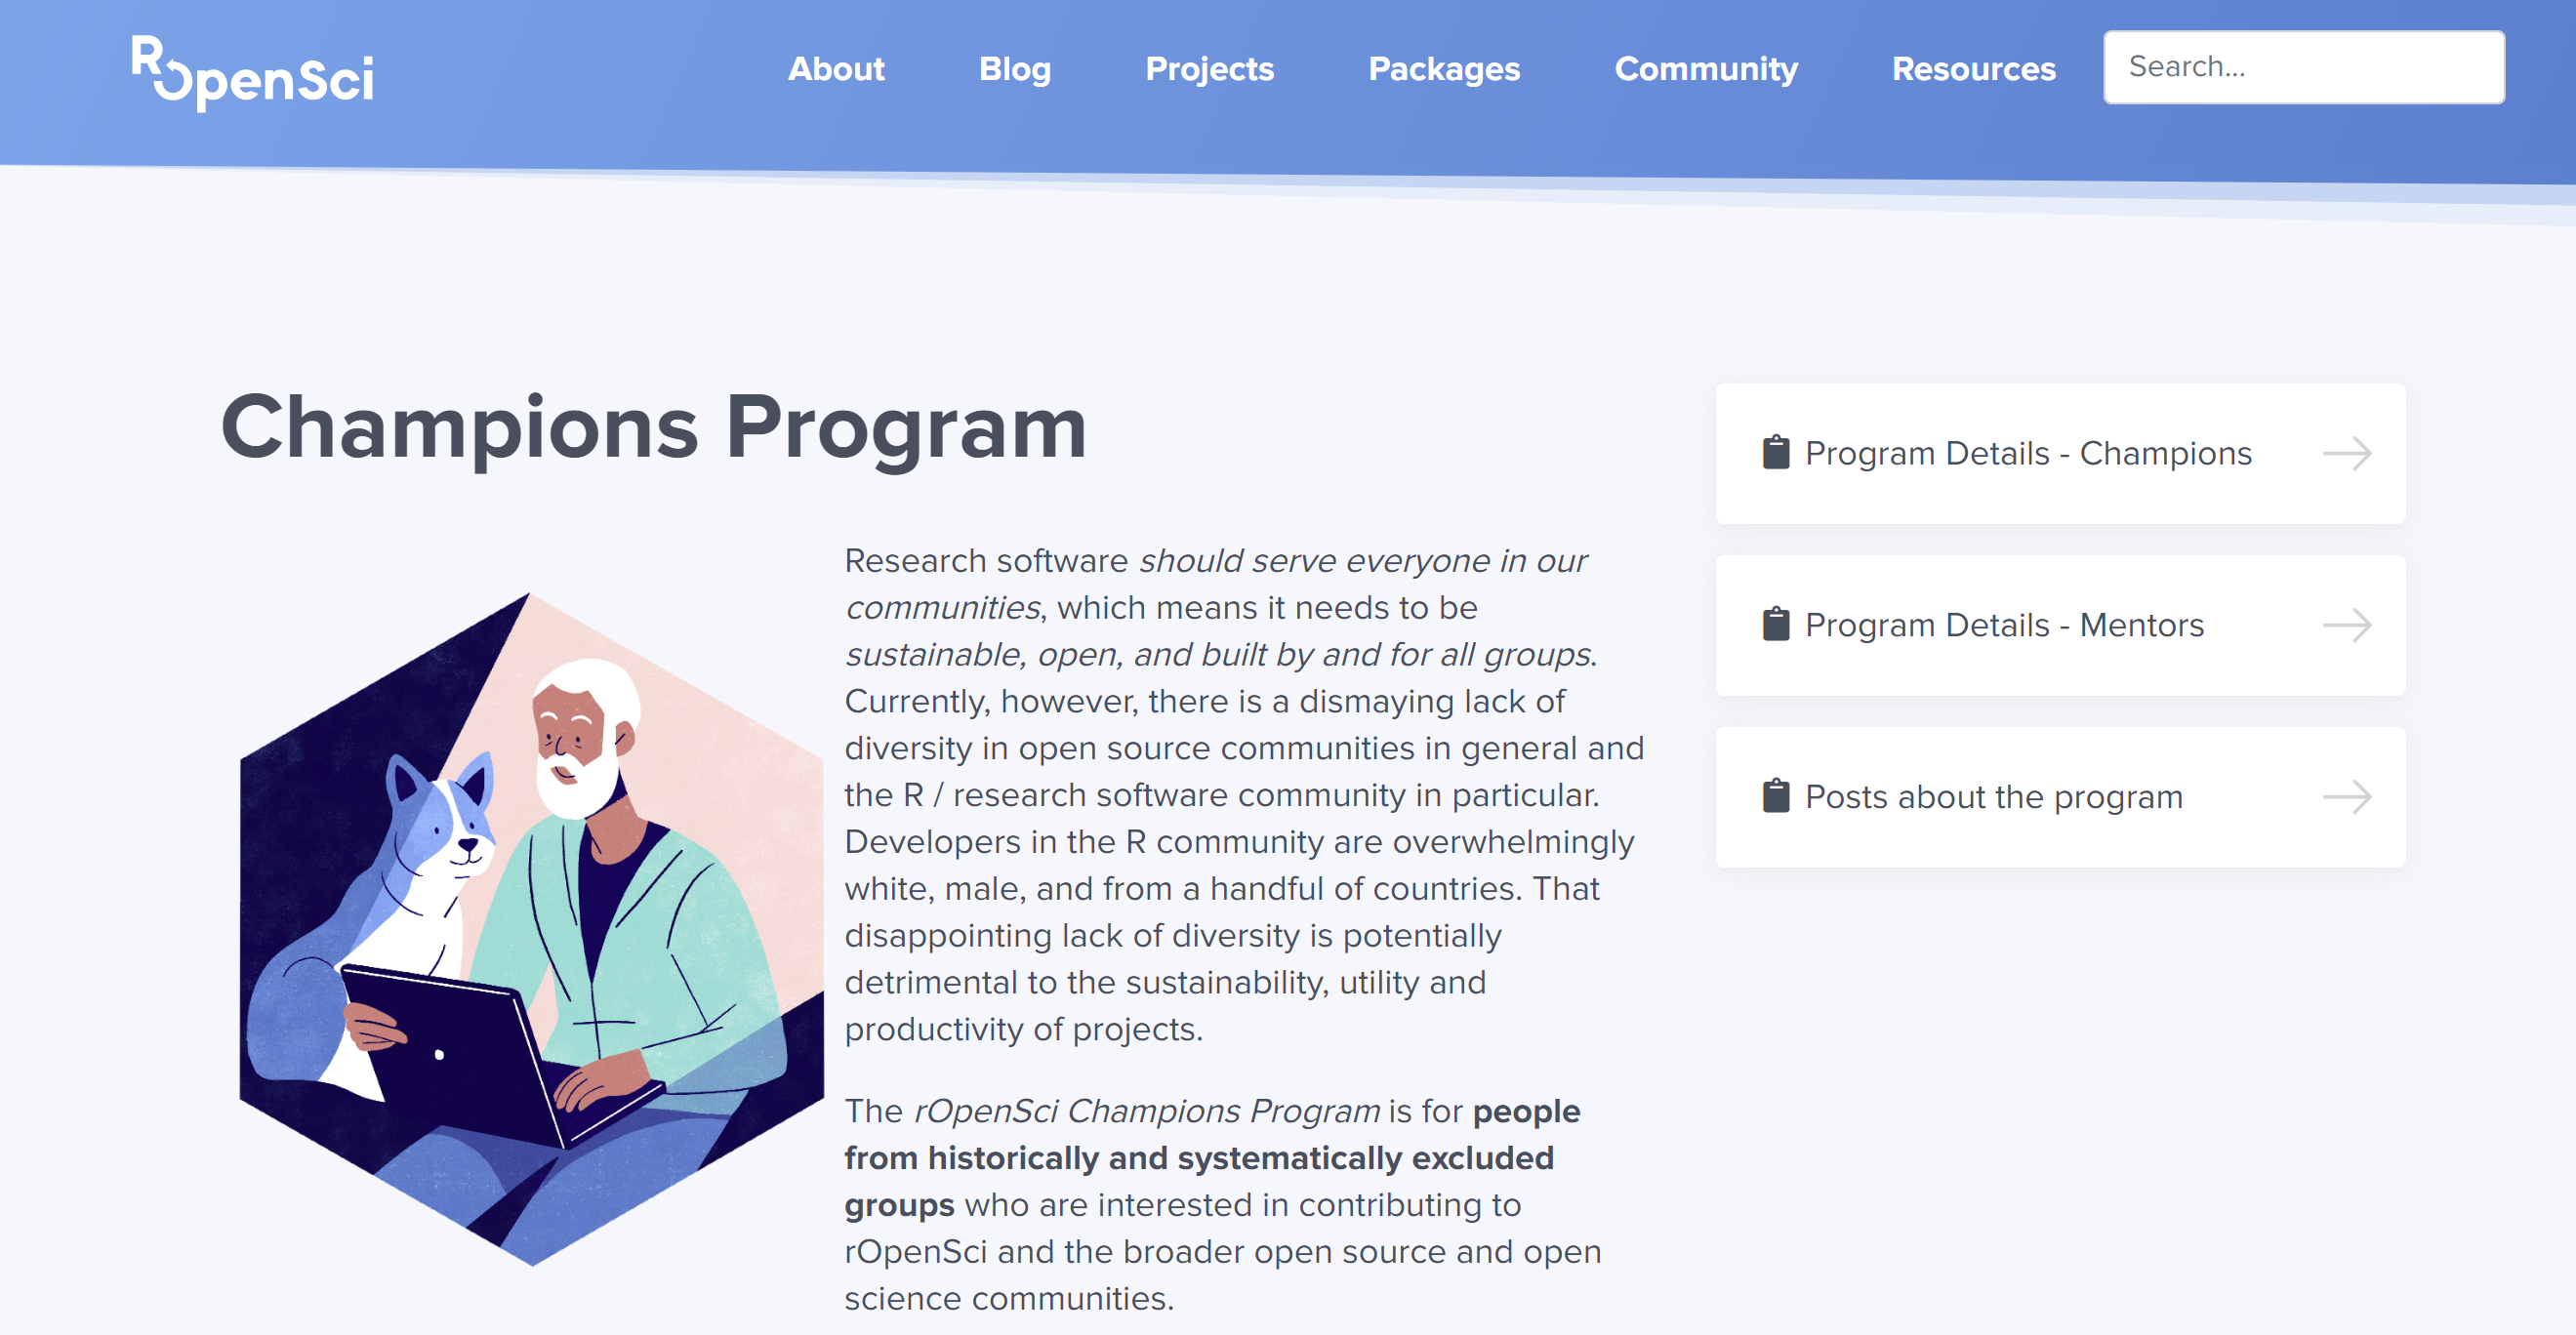 ROpenSci
About Blog Projects Packages Community Resources Search...
Champions Program
Research software should serve everyone in our
communities, which means it needs to be
sustainable, open, and built by and for all groups.
Currently, however, there is a dismaying lack of
diversity in open source communities in general and
the R / research software community in particular.
Developers in the R community are overwhelmingly
white, male, and from a handful of countries. That
disappointing lack of diversity is potentially
detrimental to the sustainability, utility and
productivity of projects.
The rOpenSci Champions Program is for people
from historically and systematically excluded
groups who are interested in contributing to
rOpenSci and the broader open source and open
science communities.
Program Details - Champions
Program Details - Mentors
Posts about the program